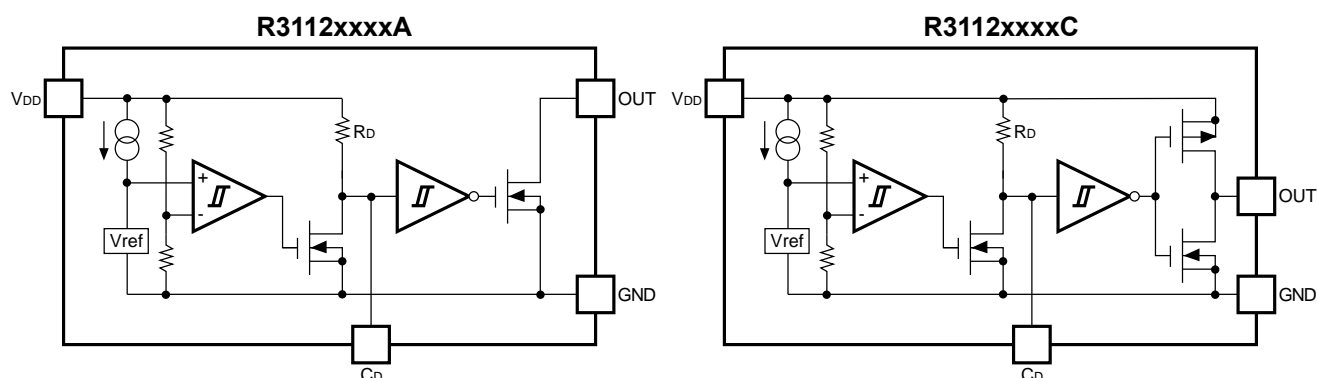 R3112xxxxA
VDD
OUT
RD
+
-
Vref
GND
CD
R3112xxxxC
VDD
RD
+
-
OUT
Vref
GND
CD